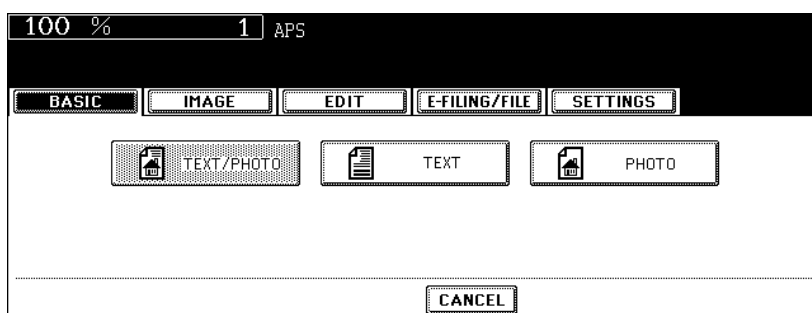 100 % 1 APS
BASIC IMAGE EDIT E-FILING/FILE SETTINGS
TEXT/PHOTO TEXT PHOTO
CANCEL